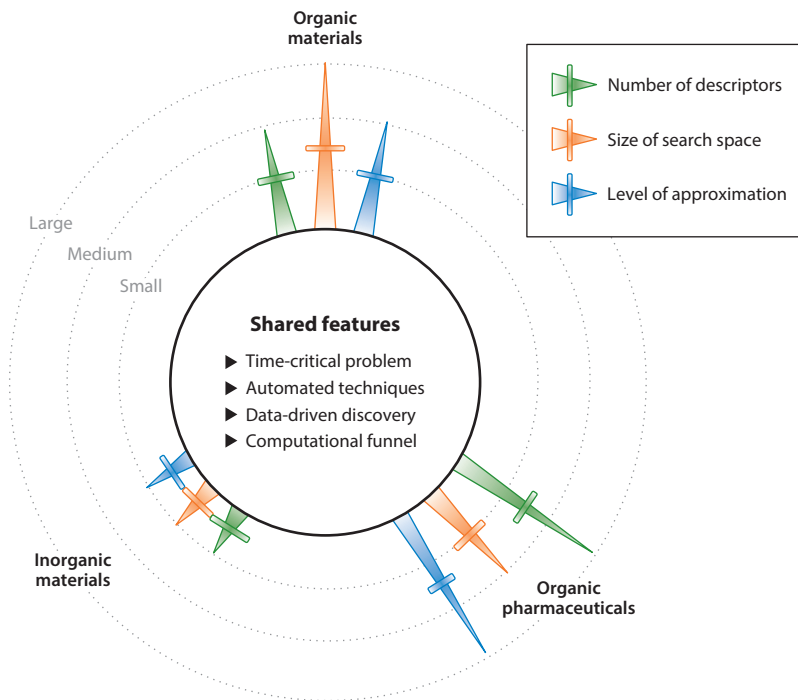 Organic
materials
Number of descriptors
Size of search space
Level of approximation
Large
Medium
Small
Shared features
▶ Time-critical problem
▶ Automated techniques
▶ Data-driven discovery
▶ Computational funnel
Inorganic
materials
Organic
pharmaceuticals